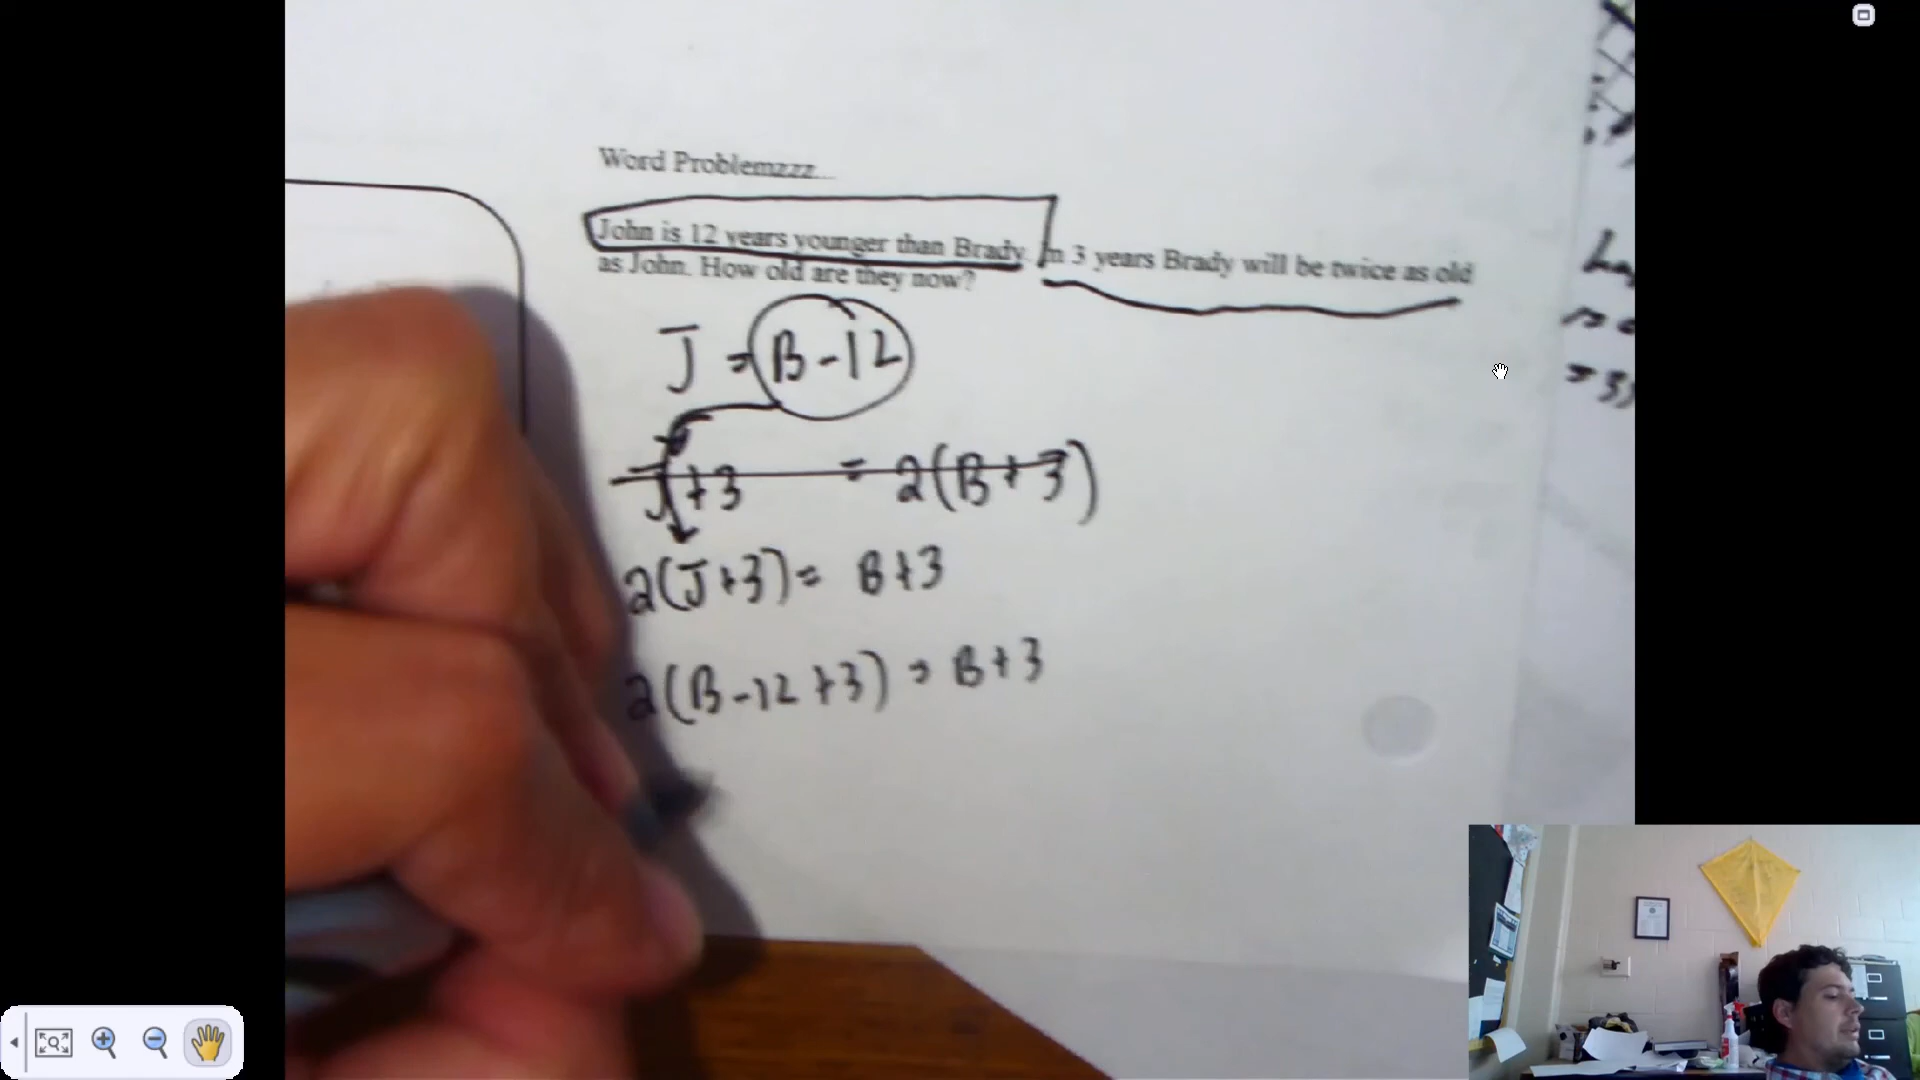 Word Problemzzz...
John is 12 years younger than Brady. In 3 years Brady will be twice as old
as John. How old are they now?
J = B - 12
J + 3 = 2(B + 3)
2(J + 3) = B + 3
2(B - 12 + 3) = B + 3